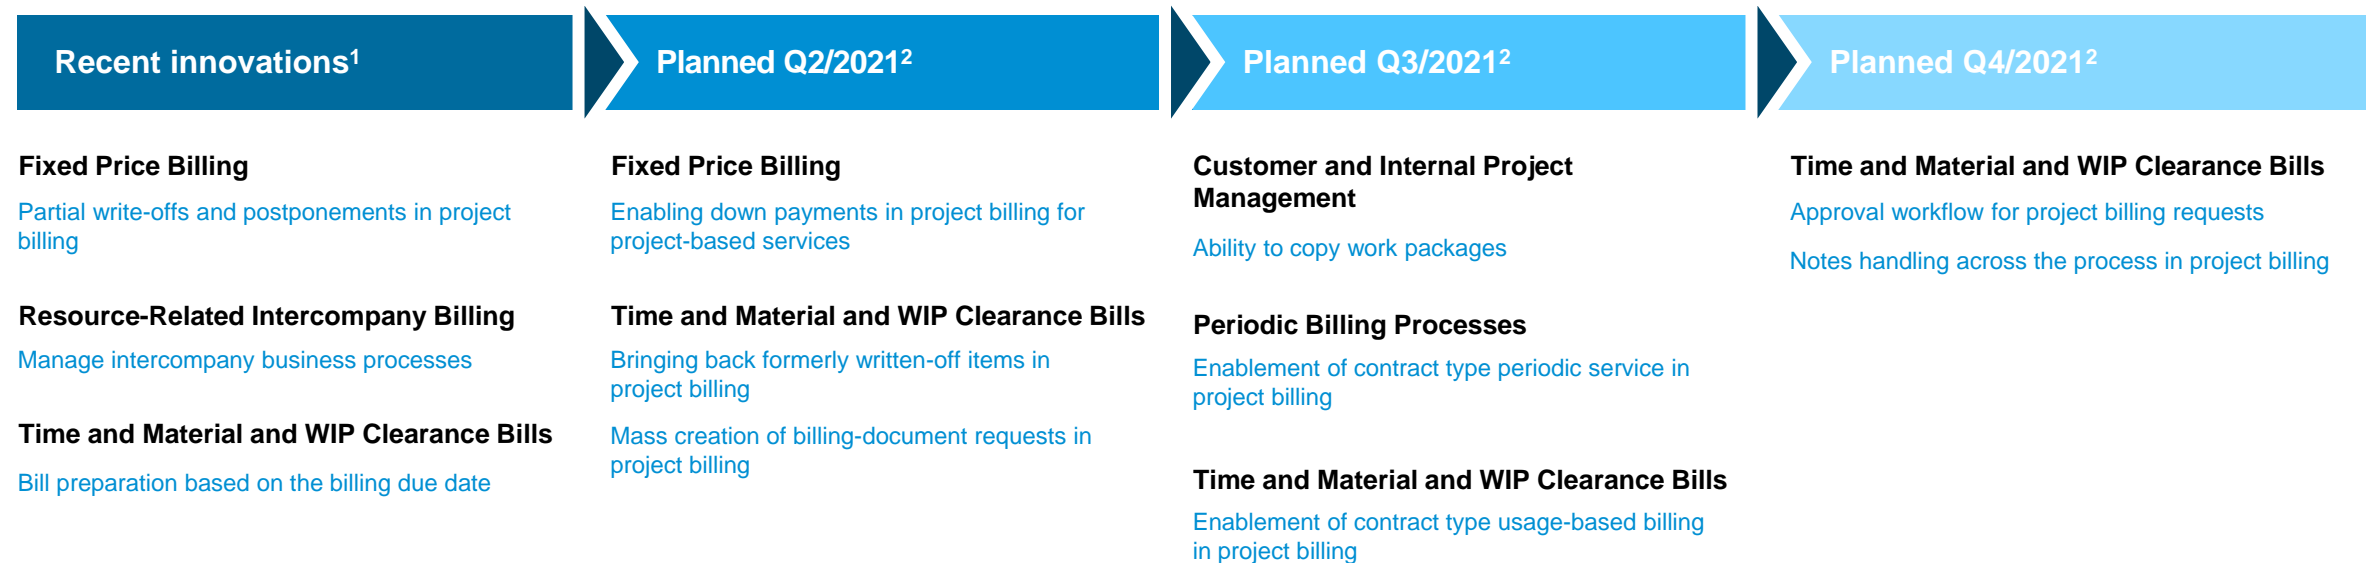 Recent innovations¹
Planned Q2/2021²
Planned Q3/2021²
Planned Q4/2021²
Fixed Price Billing
Partial write-offs and postponements in project
billing
Resource-Related Intercompany Billing
Manage intercompany business processes
Time and Material and WIP Clearance Bills
Bill preparation based on the billing due date
Fixed Price Billing
Enabling down payments in project billing for
project-based services
Time and Material and WIP Clearance Bills
Bringing back formerly written-off items in
project billing
Mass creation of billing-document requests in
project billing
Customer and Internal Project
Management
Ability to copy work packages
Periodic Billing Processes
Enablement of contract type periodic service in
project billing
Time and Material and WIP Clearance Bills
Enablement of contract type usage-based billing
in project billing
Time and Material and WIP Clearance Bills
Approval workflow for project billing requests
Notes handling across the process in project billing